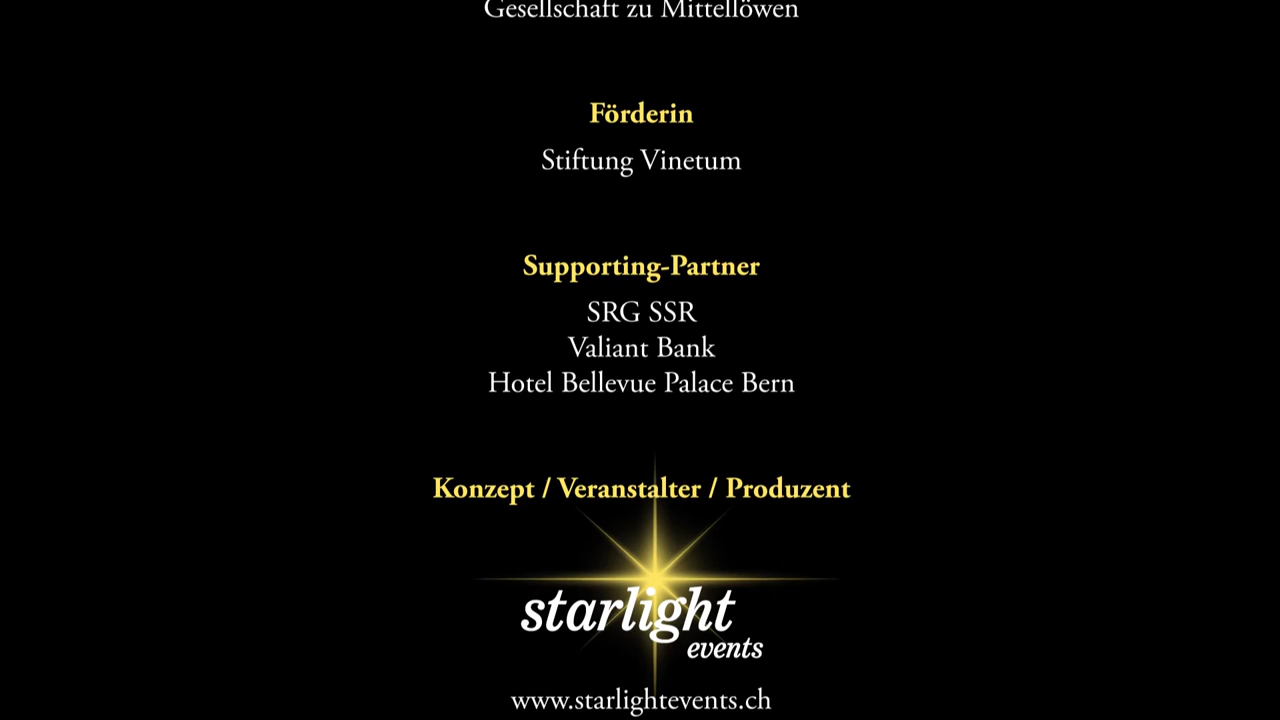 Gesellschaft zu Mittellöwen
Förderin
Stiftung Vinetum
Supporting-Partner
SRG SSR
Valiant Bank
Hotel Bellevue Palace Bern
Konzept / Veranstalter / Produzent
starlight
events
www.starlightevents.ch